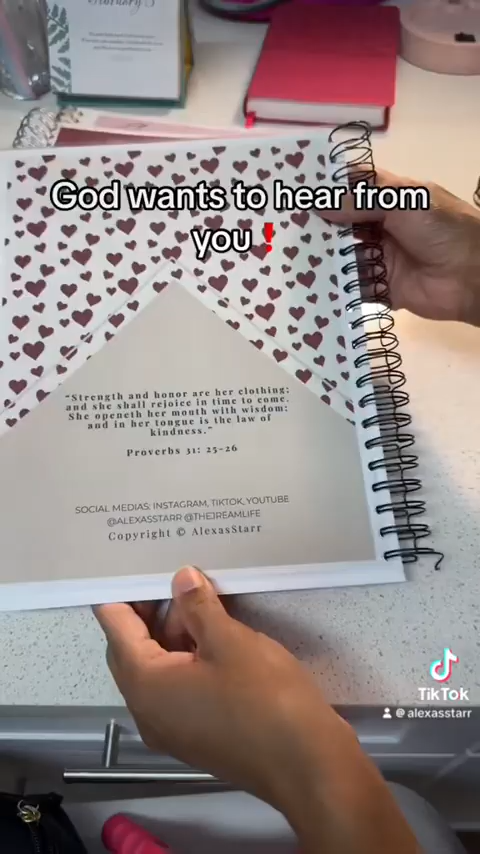 God wants to hear from
you❗
"Strength and honor are her clothing;
and she shall rejoice in time to come.
She openeth her mouth with wisdom;
and in her tongue is the law of
kindness."
Proverbs 31: 25-26
SOCIAL MEDIAS: INSTAGRAM, TIKTOK, YOUTUBE
@ALEXASSTARR @THEJREAMLIFE
Copyright © AlexasStarr
TikTok
@alexasstarr